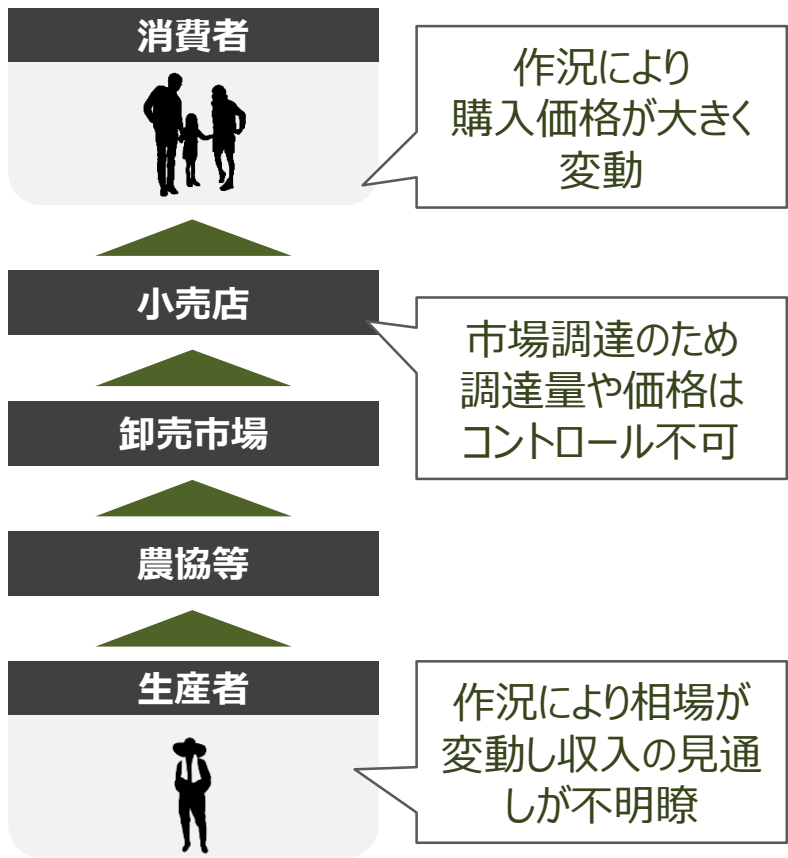 消費者
作況により
購入価格が大きく
変動
小売店
市場調達のため
調達量や価格は
コントロール不可
卸売市場
農協等
生産者
作況により相場が
変動し収入の見通
しが不明瞭